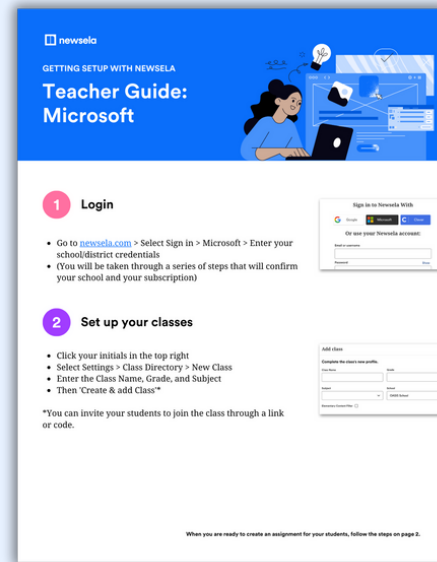 newsela
GETTING SETUP WITH NEWSELA
Teacher Guide:
Microsoft
1 Login
• Go to newsela.com > Select Sign in > Microsoft > Enter your
school/district credentials
• (You will be taken through a series of steps that will confirm
your school and your subscription)
Sign in to Newsela With
Google Microsoft Clever
Or use your Newsela account:
Email or username
Password Show
2 Set up your classes
• Click your initials in the top right
• Select Settings > Class Directory > New Class
• Enter the Class Name, Grade, and Subject
• Then 'Create & add Class'*
*You can invite your students to join the class through a link
or code.
Add class
Complete the class's new profile.
Class Name Grade
Subject School
Elementary Content Filter
When you are ready to create an assignment for your students, follow the steps on page 2.